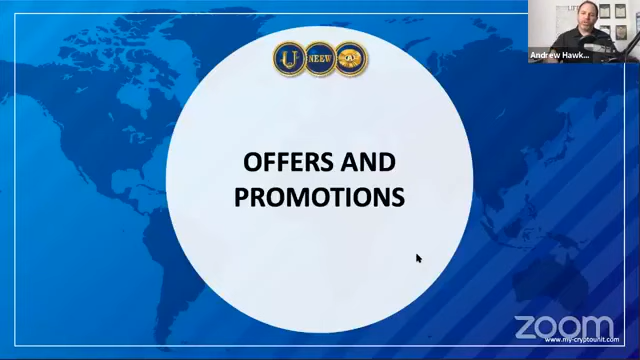 U
NEEW
OFFERS AND
PROMOTIONS
Andrew Hawk...
zoom
www.my-cryptounit.com